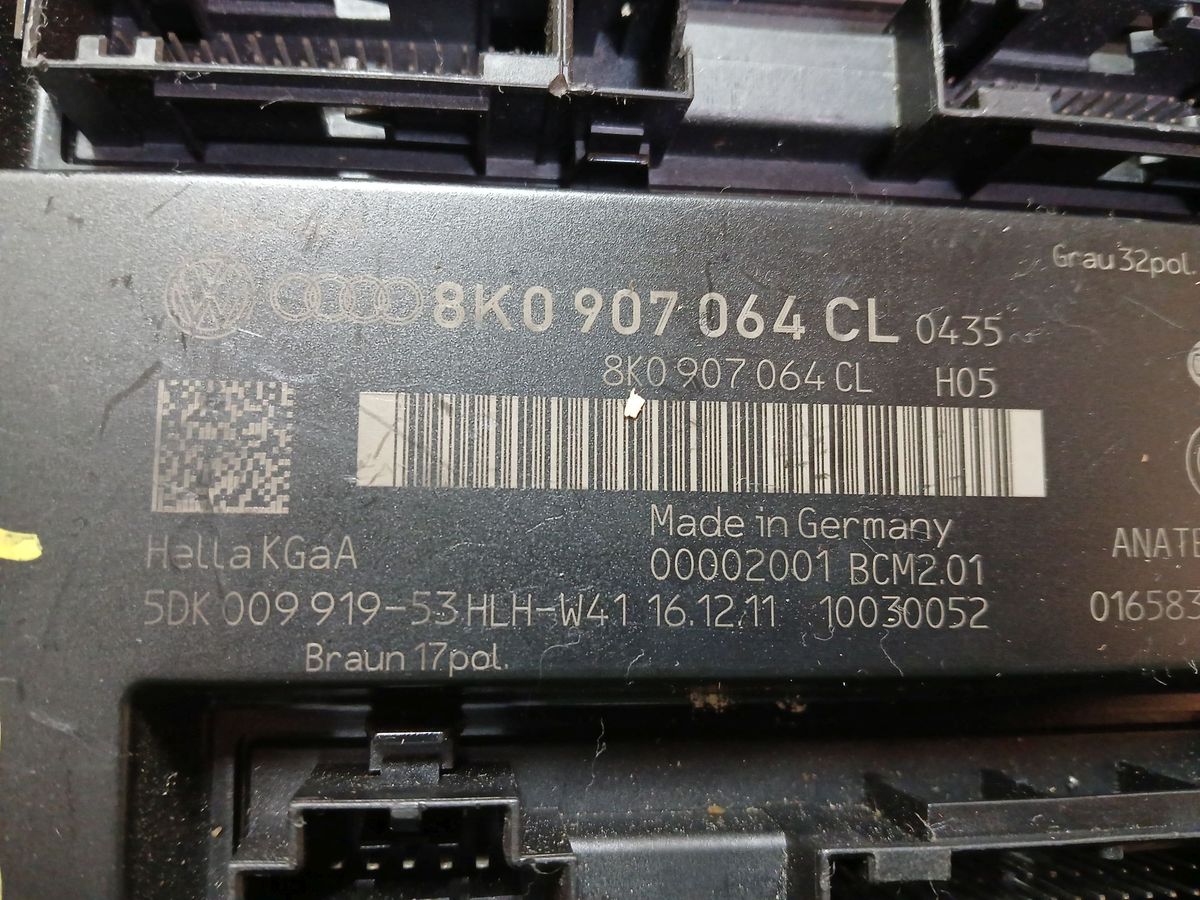 Grau 32pol.
8K0 907 064 CL 0435
8K0 907 064 CL H05
Made in Germany
Hella KGaA
00002001 BCM2.01
5DK 009 919-53 HLH-W41 16.12.11 10030052
Braun 17pol.